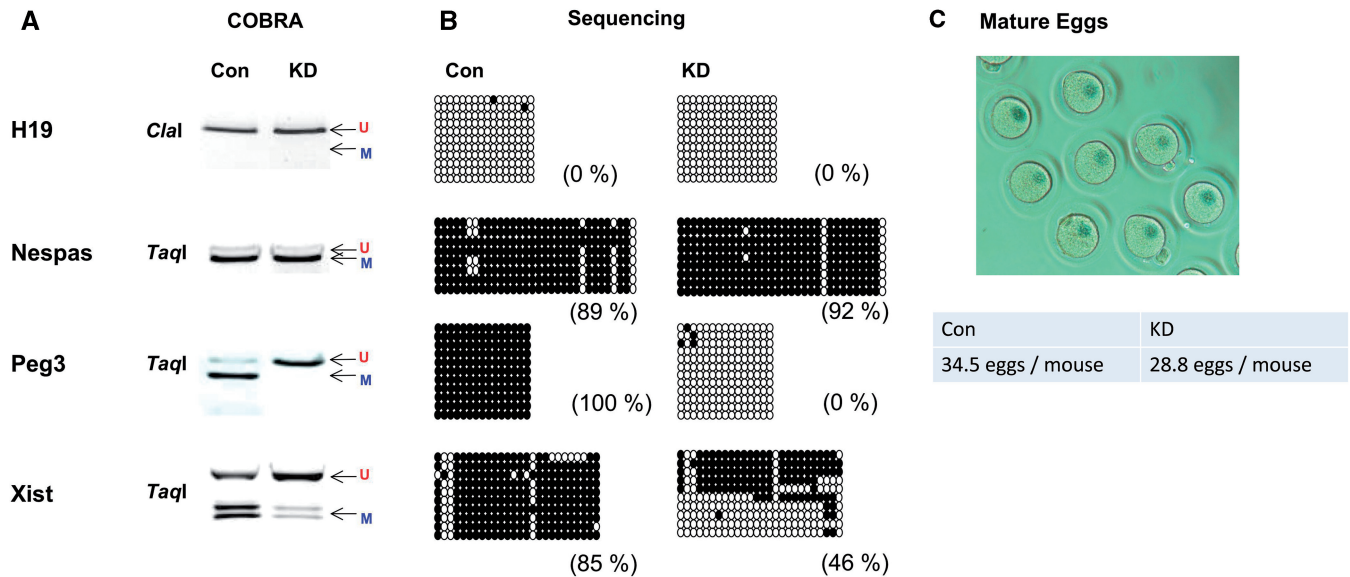 A COBRA B Sequencing C Mature Eggs
Con KD Con KD
H19 ClaI U
M
(0 %) (0 %)
Nespas TaqI U
M
(89 %) (92 %)
Con KD
34.5 eggs / mouse 28.8 eggs / mouse
Peg3 TaqI U
M
(100 %) (0 %)
Xist TaqI U
M
(85 %) (46 %)